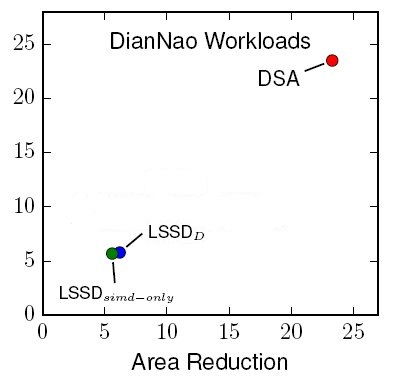 25
DianNao Workloads
DSA
20
15
10
LSSD_D
5
LSSD_simd-only
0
0 5 10 15 20 25
Area Reduction